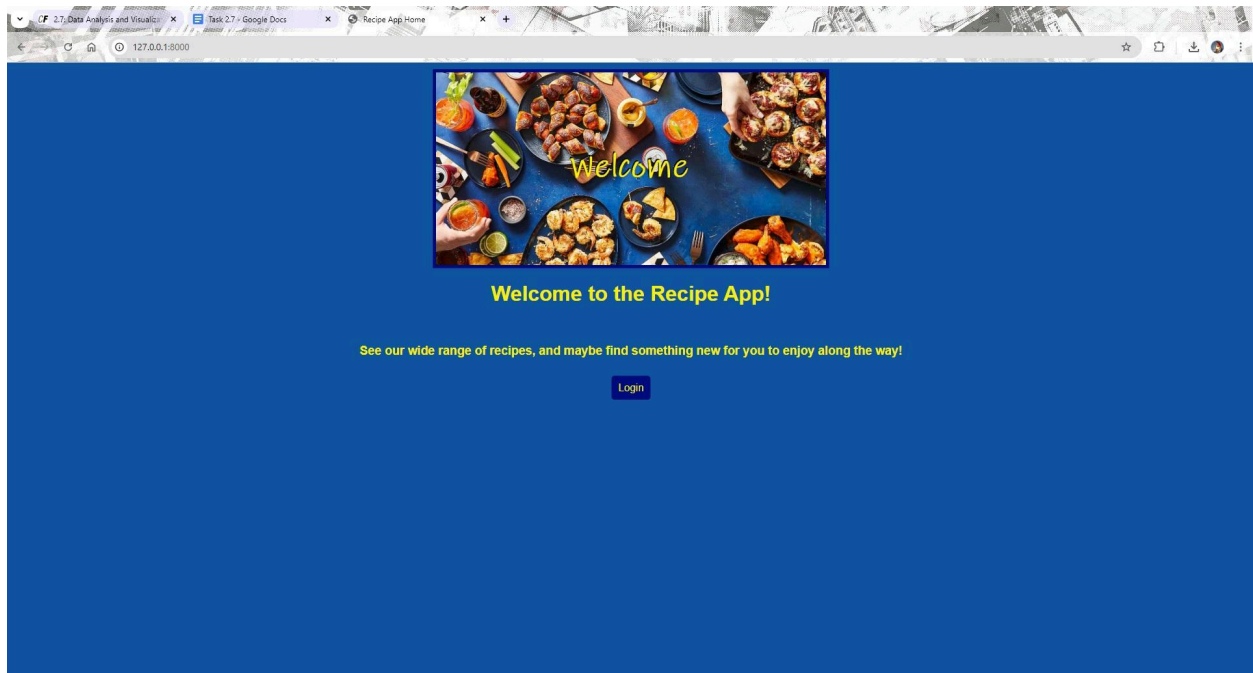 CF 2.7: Data Analysis and Visualiza
Task 2.7 - Google Docs
Recipe App Home
127.0.0.1:8000
Welcome
Welcome to the Recipe App!
See our wide range of recipes, and maybe find something new for you to enjoy along the way!
Login